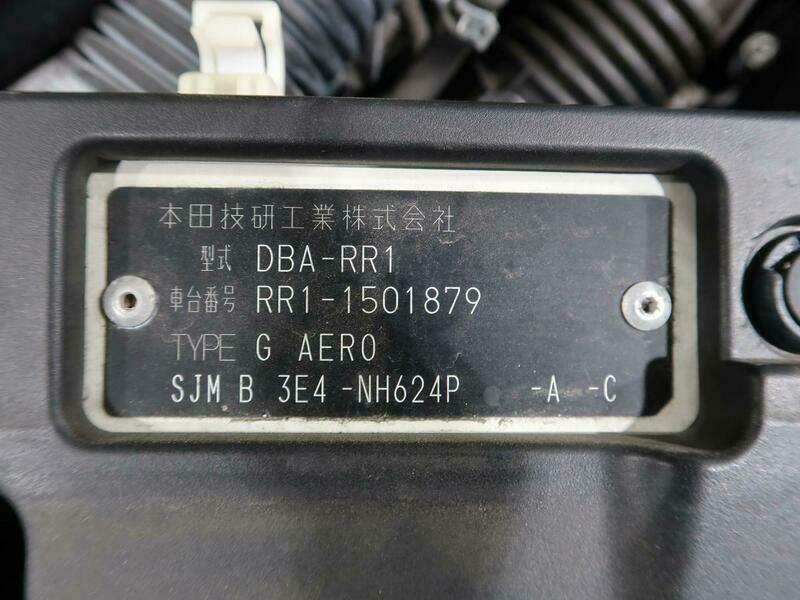 本田技研工業株式会社
型式 DBA-RR1
車台番号 RR1-1501879
TYPE G AERO
SJM B 3E4 -NH624P -A -C